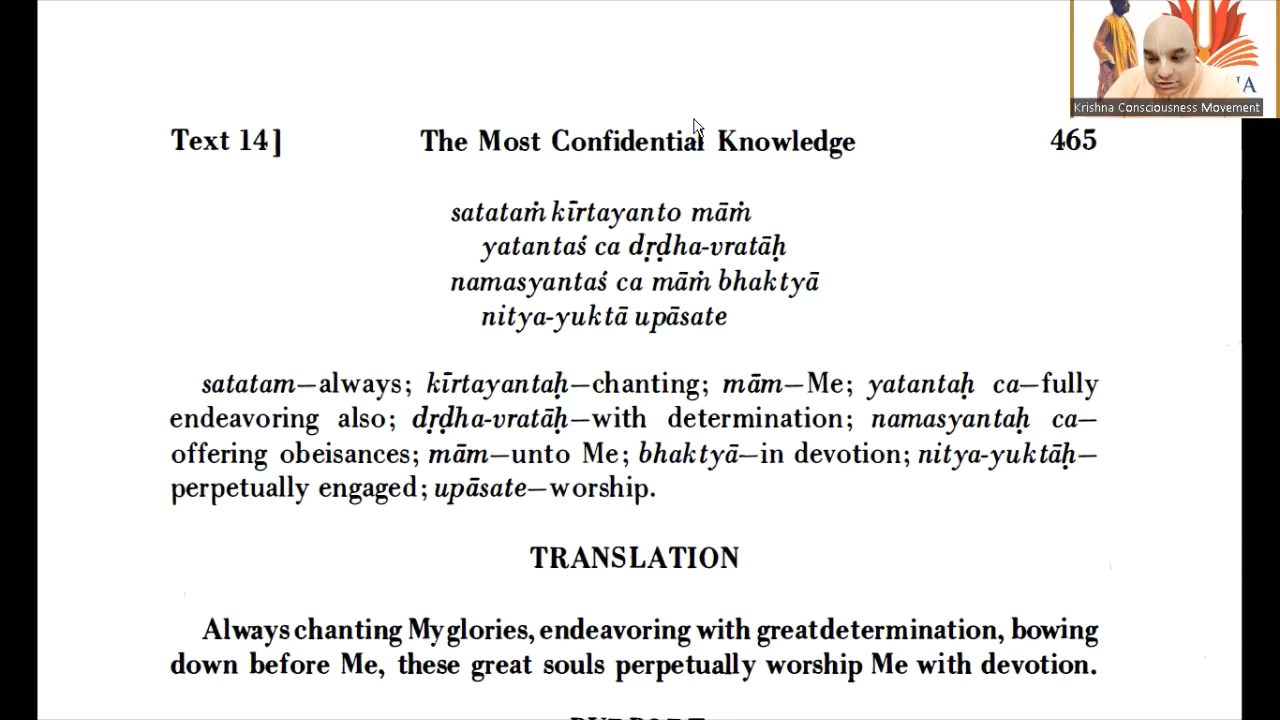 Krishna Consciousness Movement
Text 14] The Most Confidential Knowledge 465
satataṁ kīrtayanto māṁ
yatantaś ca dṛḍha-vratāḥ
namasyantaś ca māṁ bhaktyā
nitya-yuktā upāsate
satatam—always; kīrtayantaḥ—chanting; mām—Me; yatantaḥ ca—fully
endeavoring also; dṛḍha-vratāḥ—with determination; namasyantaḥ ca—
offering obeisances; mām—unto Me; bhaktyā—in devotion; nitya-yuktāḥ—
perpetually engaged; upāsate—worship.
TRANSLATION
Always chanting My glories, endeavoring with great determination, bowing
down before Me, these great souls perpetually worship Me with devotion.